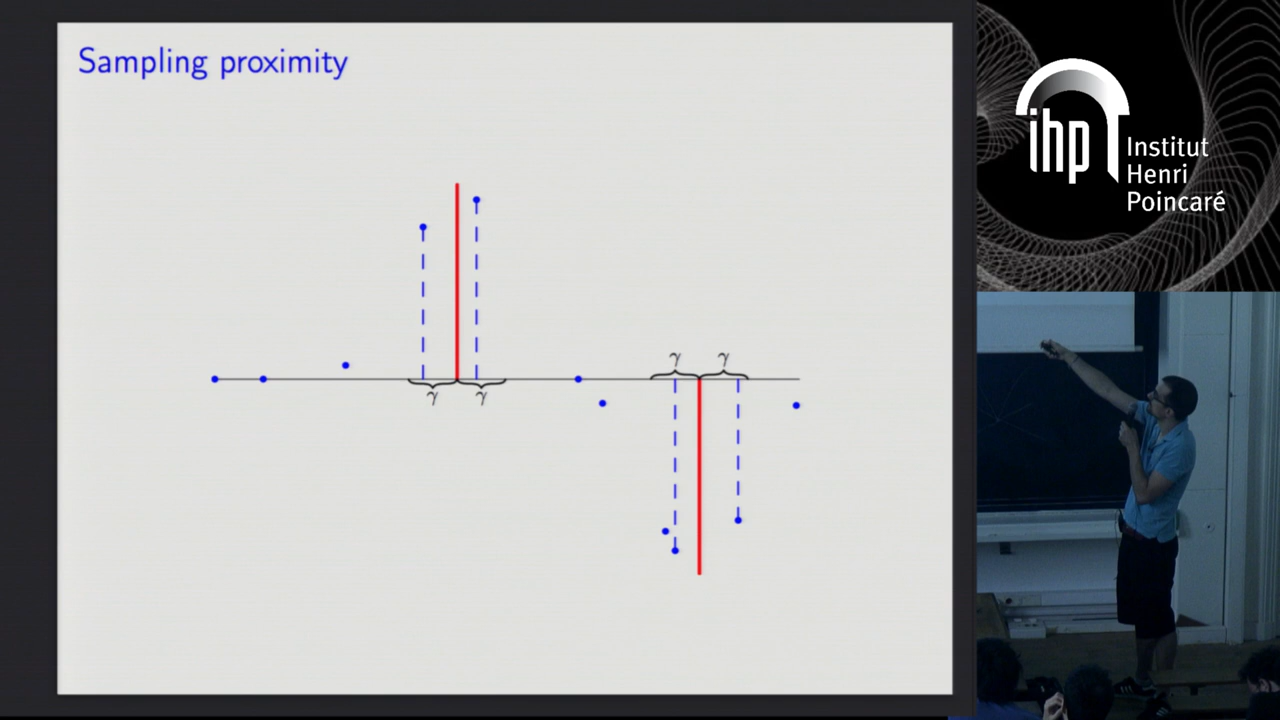 Sampling proximity
γ γ
γ γ
ihp Institut
Henri
Poincaré